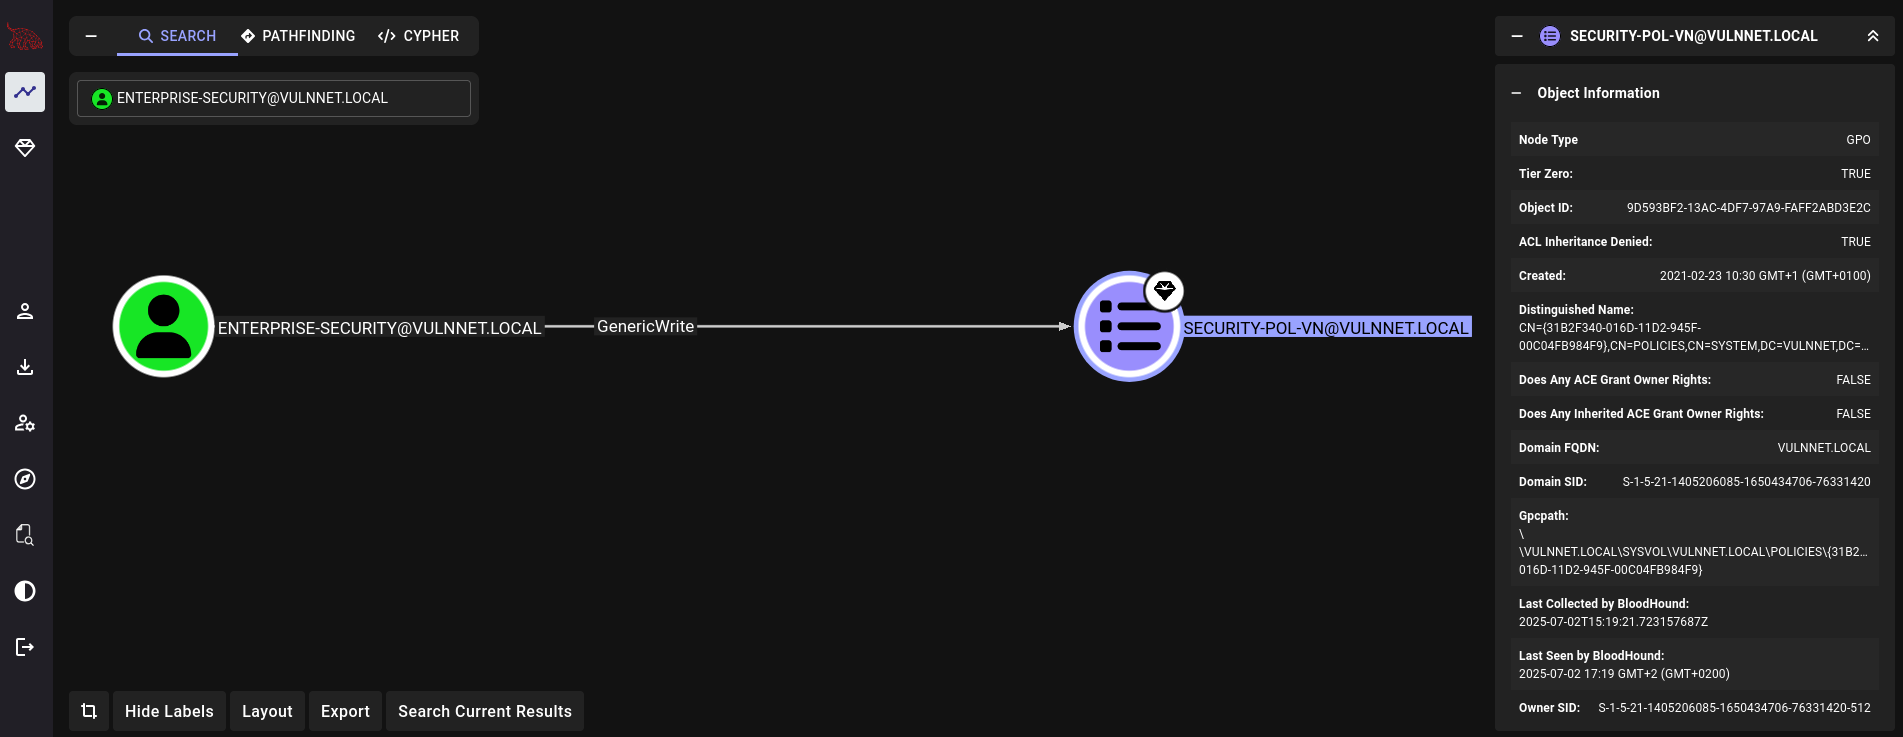 SEARCH
PATHFINDING
CYPHER
ENTERPRISE-SECURITY@VULNNET.LOCAL
ENTERPRISE-SECURITY@VULNNET.LOCAL
GenericWrite
SECURITY-POL-VN@VULNNET.LOCAL
Hide Labels
Layout
Export
Search Current Results
SECURITY-POL-VN@VULNNET.LOCAL
Object Information
Node Type GPO
Tier Zero: TRUE
Object ID: 9D593BF2-13AC-4DF7-97A9-FAFF2ABD3E2C
ACL Inheritance Denied: TRUE
Created: 2021-02-23 10:30 GMT+1 (GMT+0100)
Distinguished Name:
CN={31B2F340-016D-11D2-945F-
00C04FB984F9},CN=POLICIES,CN=SYSTEM,DC=VULNNET,DC=…
Does Any ACE Grant Owner Rights: FALSE
Does Any Inherited ACE Grant Owner Rights: FALSE
Domain FQDN: VULNNET.LOCAL
Domain SID: S-1-5-21-1405206085-1650434706-76331420
Gpcpath:
\
\VULNNET.LOCAL\SYSVOL\VULNNET.LOCAL\POLICIES\{31B2…
016D-11D2-945F-00C04FB984F9}
Last Collected by BloodHound:
2025-07-02T15:19:21.723157687Z
Last Seen by BloodHound:
2025-07-02 17:19 GMT+2 (GMT+0200)
Owner SID: S-1-5-21-1405206085-1650434706-76331420-512